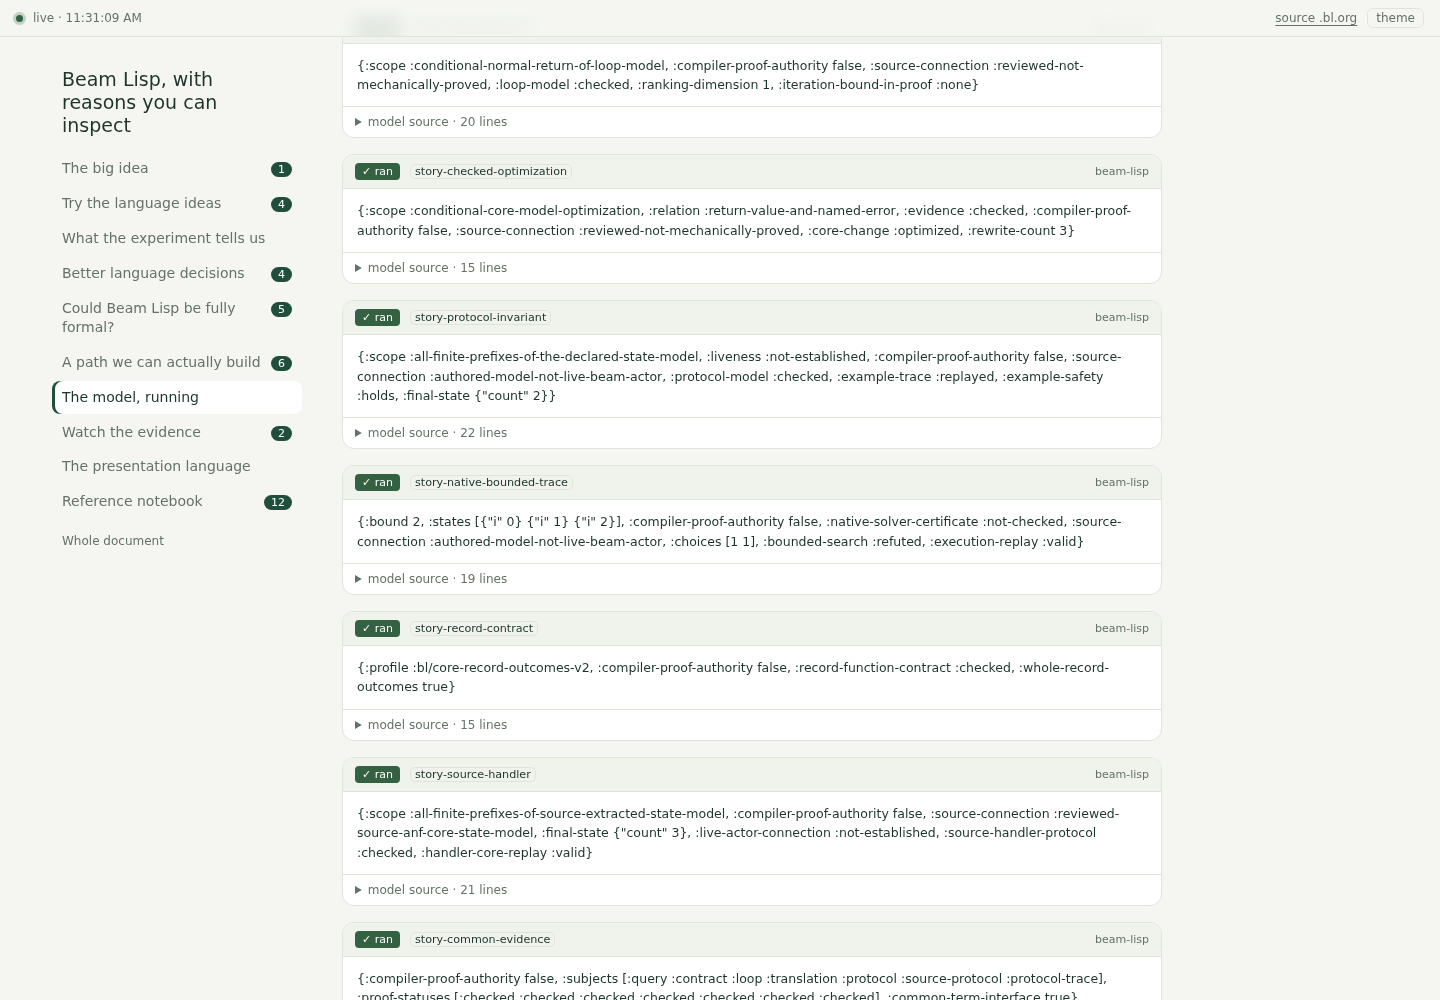 live · 11:31:09 AM
source .bl.org
theme
Beam Lisp, with
reasons you can
inspect
The big idea 1
Try the language ideas 4
What the experiment tells us
Better language decisions 4
Could Beam Lisp be fully
formal? 5
A path we can actually build 6
The model, running
Watch the evidence 2
The presentation language
Reference notebook 12
Whole document
{:scope :conditional-normal-return-of-loop-model, :compiler-proof-authority false, :source-connection :reviewed-not-
mechanically-proved, :loop-model :checked, :ranking-dimension 1, :iteration-bound-in-proof :none}
▶ model source · 20 lines
✓ ran story-checked-optimization beam-lisp
{:scope :conditional-core-model-optimization, :relation :return-value-and-named-error, :evidence :checked, :compiler-proof-
authority false, :source-connection :reviewed-not-mechanically-proved, :core-change :optimized, :rewrite-count 3}
▶ model source · 15 lines
✓ ran story-protocol-invariant beam-lisp
{:scope :all-finite-prefixes-of-the-declared-state-model, :liveness :not-established, :compiler-proof-authority false, :source-
connection :authored-model-not-live-beam-actor, :protocol-model :checked, :example-trace :replayed, :example-safety
:holds, :final-state {"count" 2}}
▶ model source · 22 lines
✓ ran story-native-bounded-trace beam-lisp
{:bound 2, :states [{"i" 0} {"i" 1} {"i" 2}], :compiler-proof-authority false, :native-solver-certificate :not-checked, :source-
connection :authored-model-not-live-beam-actor, :choices [1 1], :bounded-search :refuted, :execution-replay :valid}
▶ model source · 19 lines
✓ ran story-record-contract beam-lisp
{:profile :bl/core-record-outcomes-v2, :compiler-proof-authority false, :record-function-contract :checked, :whole-record-
outcomes true}
▶ model source · 15 lines
✓ ran story-source-handler beam-lisp
{:scope :all-finite-prefixes-of-source-extracted-state-model, :compiler-proof-authority false, :source-connection :reviewed-
source-anf-core-state-model, :final-state {"count" 3}, :live-actor-connection :not-established, :source-handler-protocol
:checked, :handler-core-replay :valid}
▶ model source · 21 lines
✓ ran story-common-evidence beam-lisp
{:compiler-proof-authority false, :subjects [:query :contract :loop :translation :protocol :source-protocol :protocol-trace],
:proof-statuses [:checked :checked :checked :checked :checked :checked :checked], :common-term-interface true}